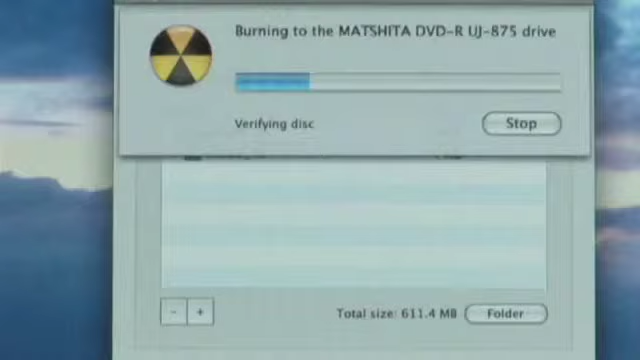 Burning to the MATSHITA DVD-R UJ-875 drive
Verifying disc
Stop
- +
Total size: 611.4 MB
Folder